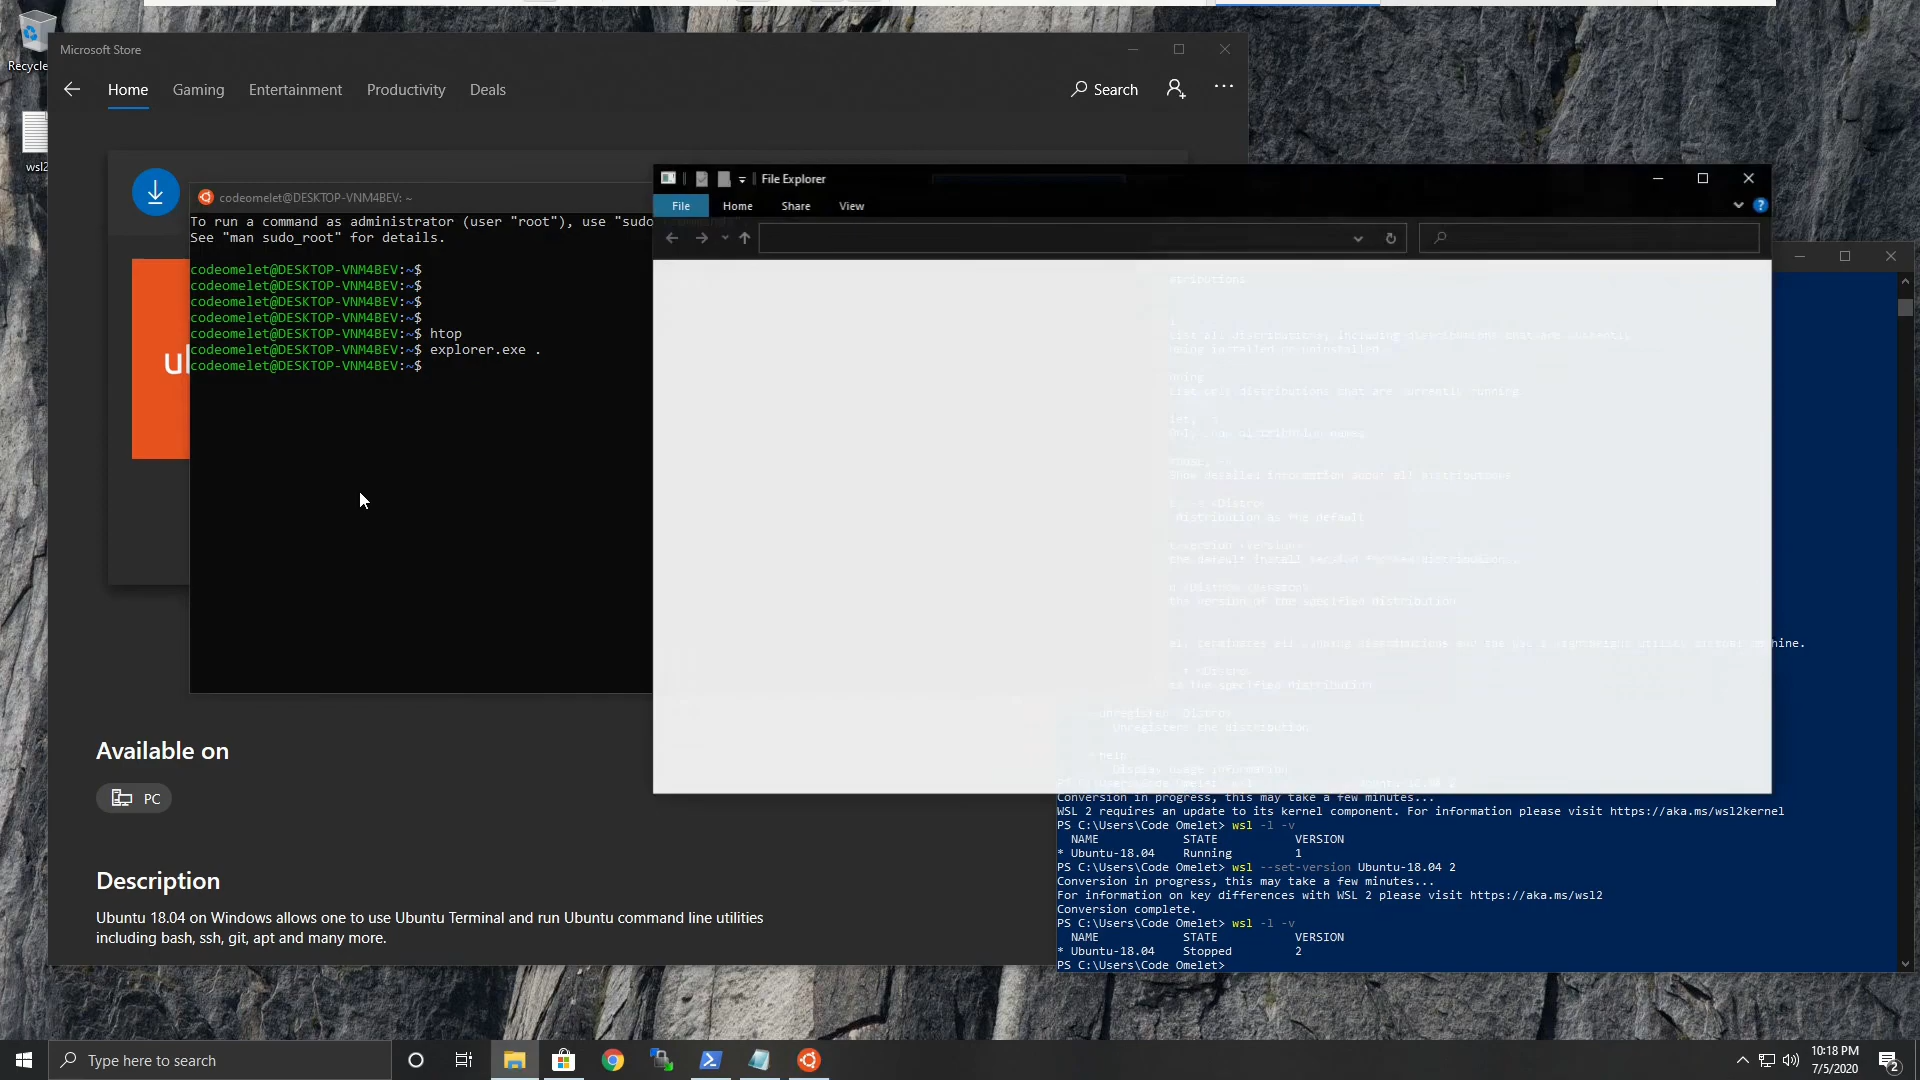 Recycle
wsl2
Microsoft Store
Home
Gaming
Entertainment
Productivity
Deals
Search
codeomelet@DESKTOP-VNM4BEV: ~
To run a command as administrator (user "root"), use "sudo
See "man sudo_root" for details.
codeomelet@DESKTOP-VNM4BEV:~$
codeomelet@DESKTOP-VNM4BEV:~$
codeomelet@DESKTOP-VNM4BEV:~$
codeomelet@DESKTOP-VNM4BEV:~$
codeomelet@DESKTOP-VNM4BEV:~$ htop
codeomelet@DESKTOP-VNM4BEV:~$ explorer.exe .
codeomelet@DESKTOP-VNM4BEV:~$
File Explorer
File
Home
Share
View
Available on
PC
Description
Ubuntu 18.04 on Windows allows one to use Ubuntu Terminal and run Ubuntu command line utilities
including bash, ssh, git, apt and many more.
Conversion in progress, this may take a few minutes...
WSL 2 requires an update to its kernel component. For information please visit https://aka.ms/wsl2kernel
PS C:\Users\Code Omelet> wsl -l -v
NAME STATE VERSION
* Ubuntu-18.04 Running 1
PS C:\Users\Code Omelet> wsl --set-version Ubuntu-18.04 2
Conversion in progress, this may take a few minutes...
For information on key differences with WSL 2 please visit https://aka.ms/wsl2
Conversion complete.
PS C:\Users\Code Omelet> wsl -l -v
NAME STATE VERSION
* Ubuntu-18.04 Stopped 2
PS C:\Users\Code Omelet>
Type here to search
10:18 PM
7/5/2020
2